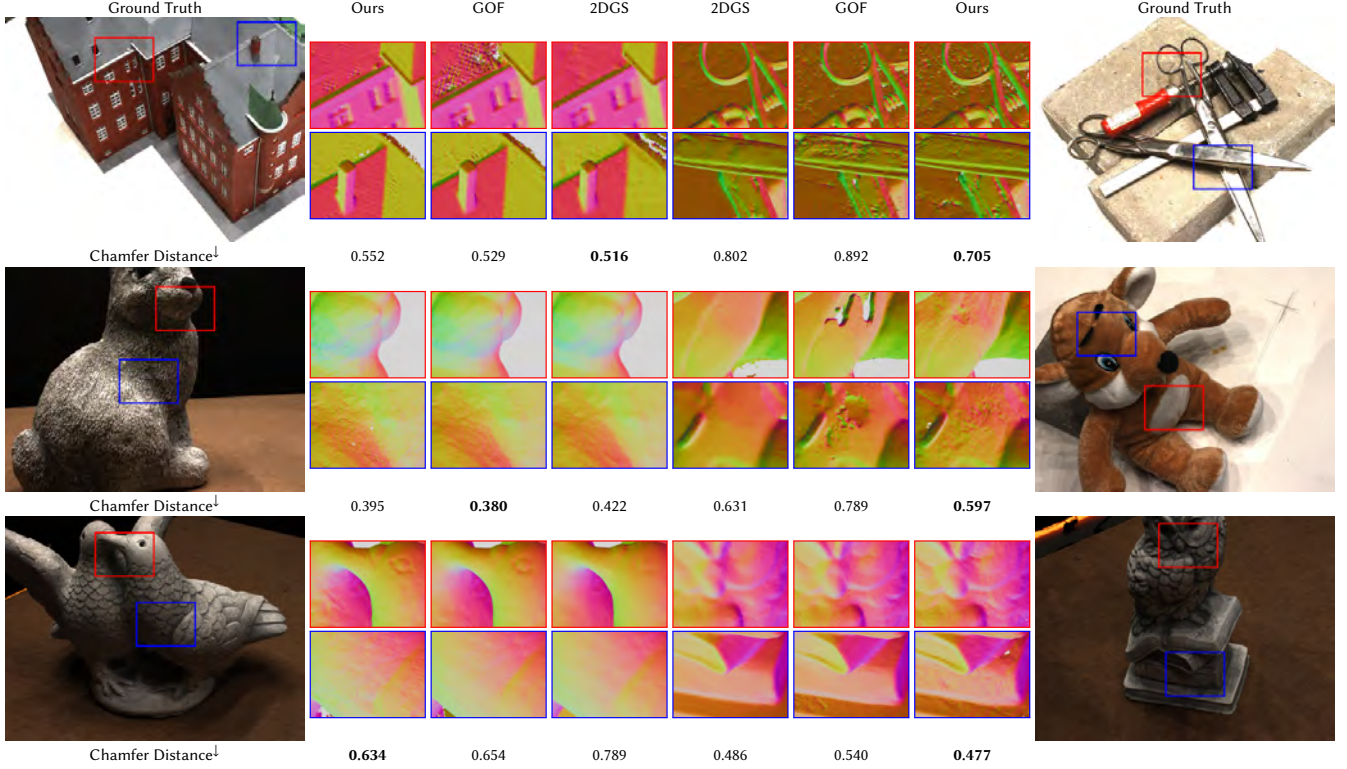 Ground Truth Ours GOF 2DGS 2DGS GOF Ours Ground Truth
Chamfer Distance↓ 0.552 0.529 0.516 0.802 0.892 0.705
Chamfer Distance↓ 0.395 0.380 0.422 0.631 0.789 0.597
Chamfer Distance↓ 0.634 0.654 0.789 0.486 0.540 0.477